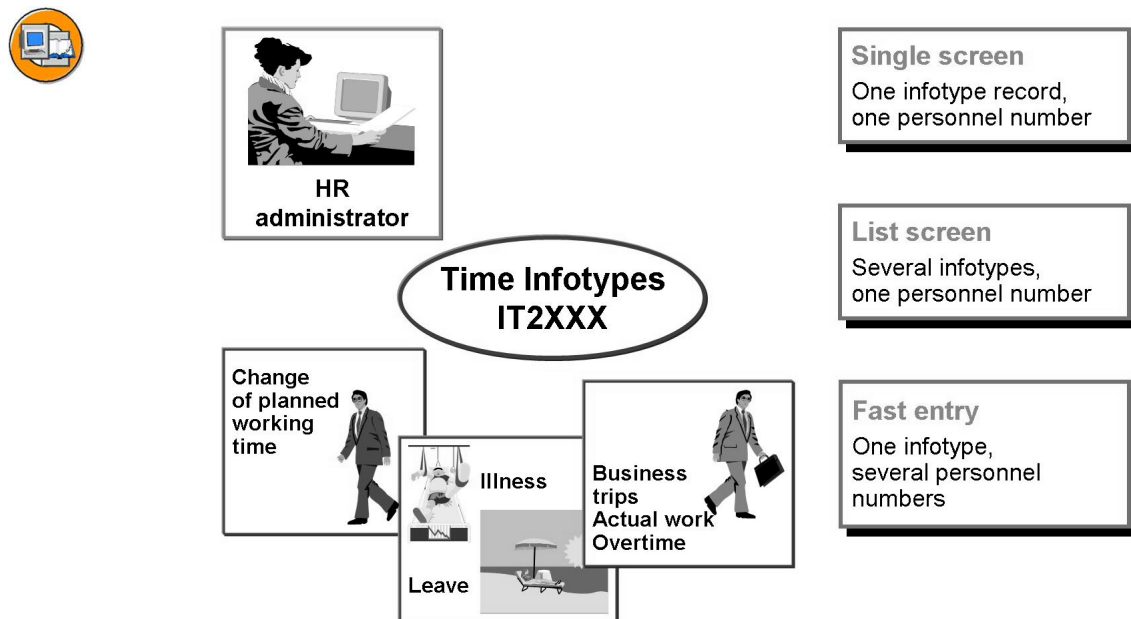 HR
administrator
Time Infotypes
IT2XXX
Change
of planned
working
time
Illness
Leave
Business
trips
Actual work
Overtime
Single screen
One infotype record,
one personnel number
List screen
Several infotypes,
one personnel number
Fast entry
One infotype,
several personnel
numbers